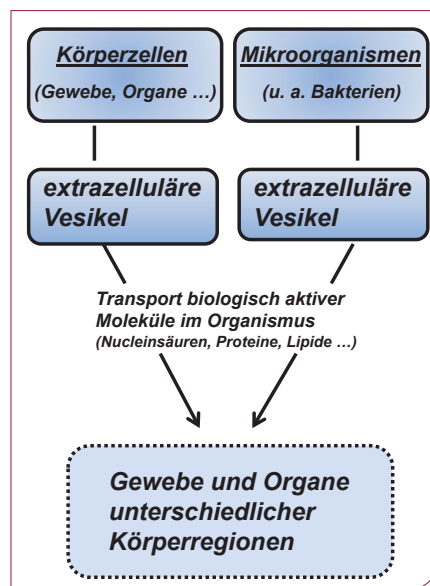 Körperzellen
(Gewebe, Organe …)
Mikroorganismen
(u. a. Bakterien)
extrazelluläre
Vesikel
extrazelluläre
Vesikel
Transport biologisch aktiver
Moleküle im Organismus
(Nucleinsäuren, Proteine, Lipide …)
Gewebe und Organe
unterschiedlicher
Körperregionen